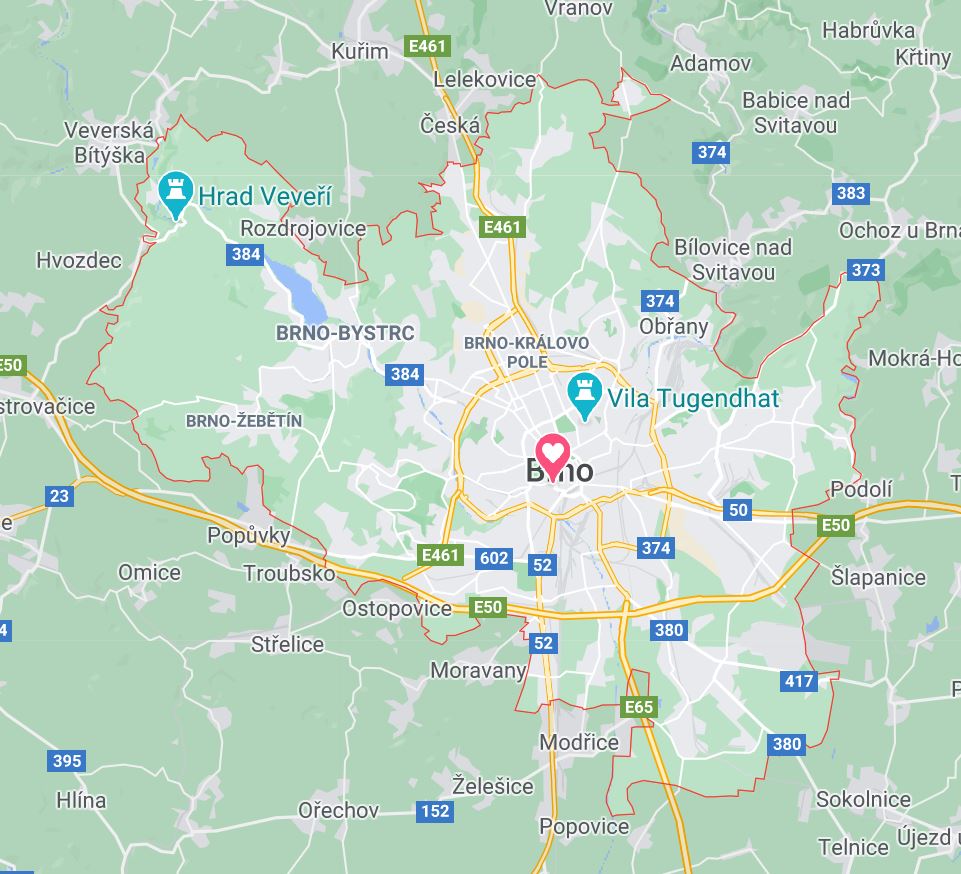 Vranov
Habrůvka
Kuřim
E461
Křtiny
Adamov
Lelekovice
Babice nad
Svitavou
Veverská
Bítýška
Česká
374
383
Hrad Veveří
Rozdrojovice
E461
Ochoz u Brna
Bílovice nad
Svitavou
384
Hvozdec
373
374
Obřany
BRNO-BYSTRC
BRNO-KRÁLOVO
POLE
Mokrá-Ho
E50
384
Vila Tugendhat
strovačice
BRNO-ŽEBĚTÍN
Brno
Podolí
23
50
E50
Popůvky
374
E461
602
52
Omice
Troubsko
Šlapanice
Ostopovice
E50
4
380
Střelice
52
Moravany
417
E65
Modřice
380
395
Želešice
Hlína
Ořechov
152
Sokolnice
Popovice
Telnice
Újezd u